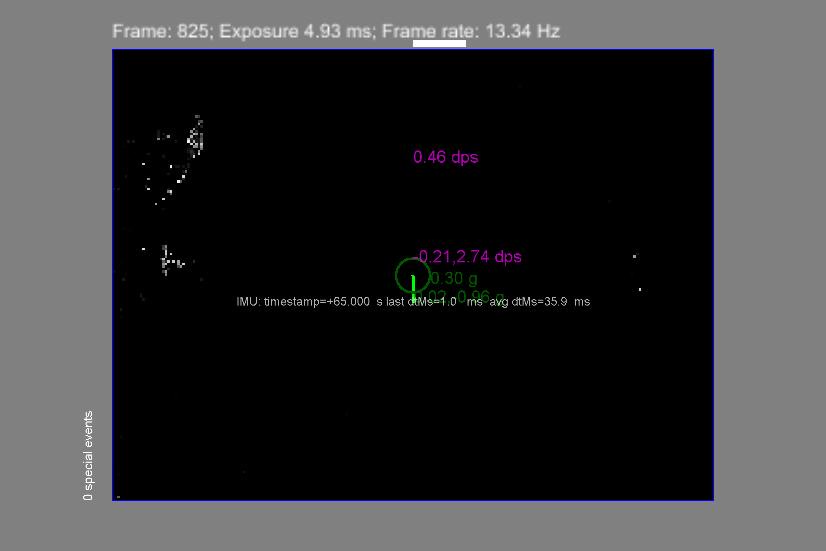 Frame: 825; Exposure 4.93 ms; Frame rate: 13.34 Hz
0.46 dps
-0.21,2.74 dps
0.30 g
0.96 g
IMU: timestamp=+65.000 s last dtMs=1.0 ms avg dtMs=35.9 ms
0 special events